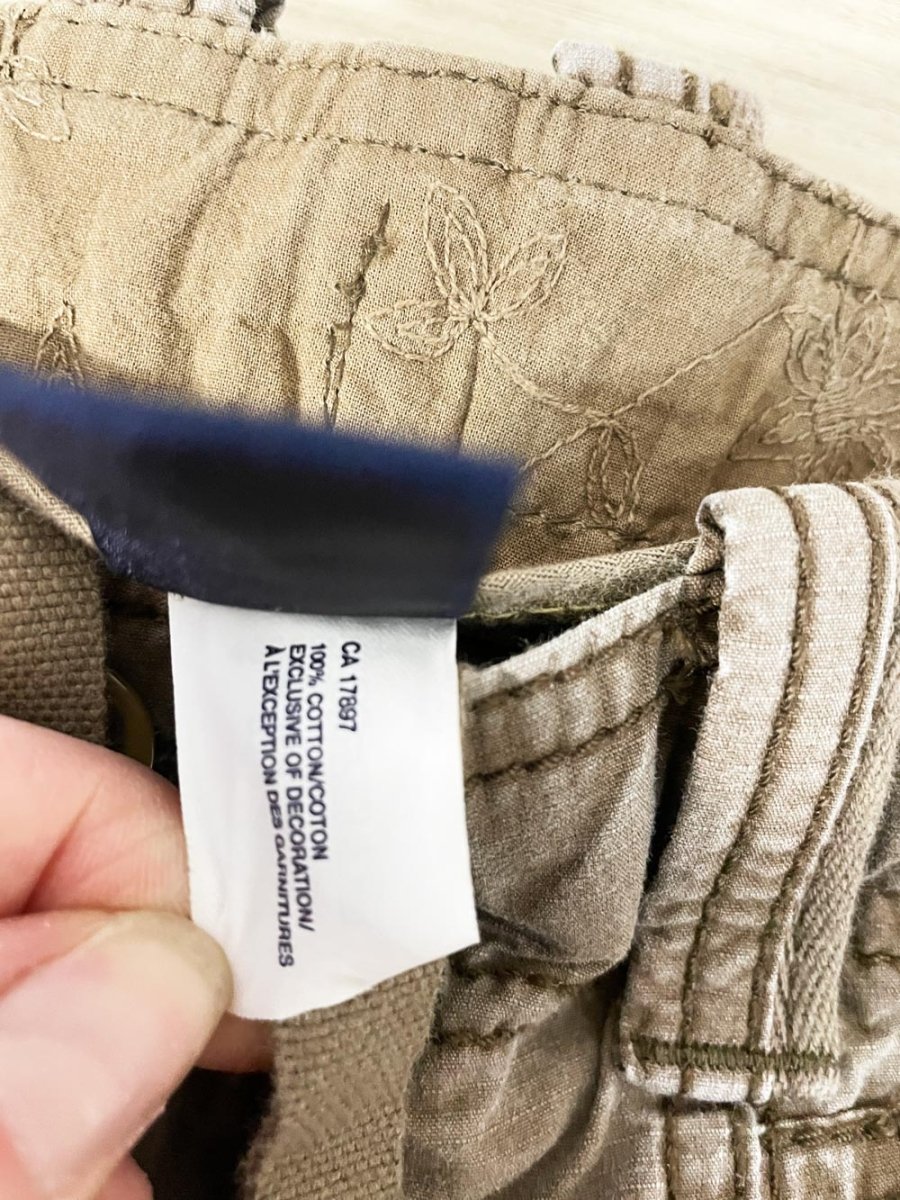 CA 17897
100% COTTON/COTON
EXCLUSIVE OF DECORATION/
À L'EXCEPTION DES GARNITURES